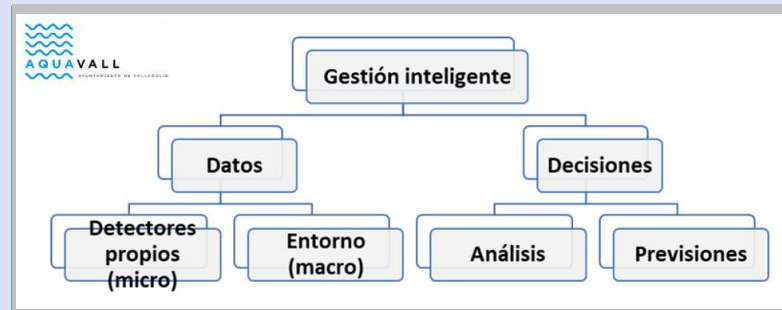 AQUAVALL
AYUNTAMIENTO DE VALLADOLID
Gestión inteligente
Datos
Decisiones
Detectores
propios
(micro)
Entorno
(macro)
Análisis
Previsiones